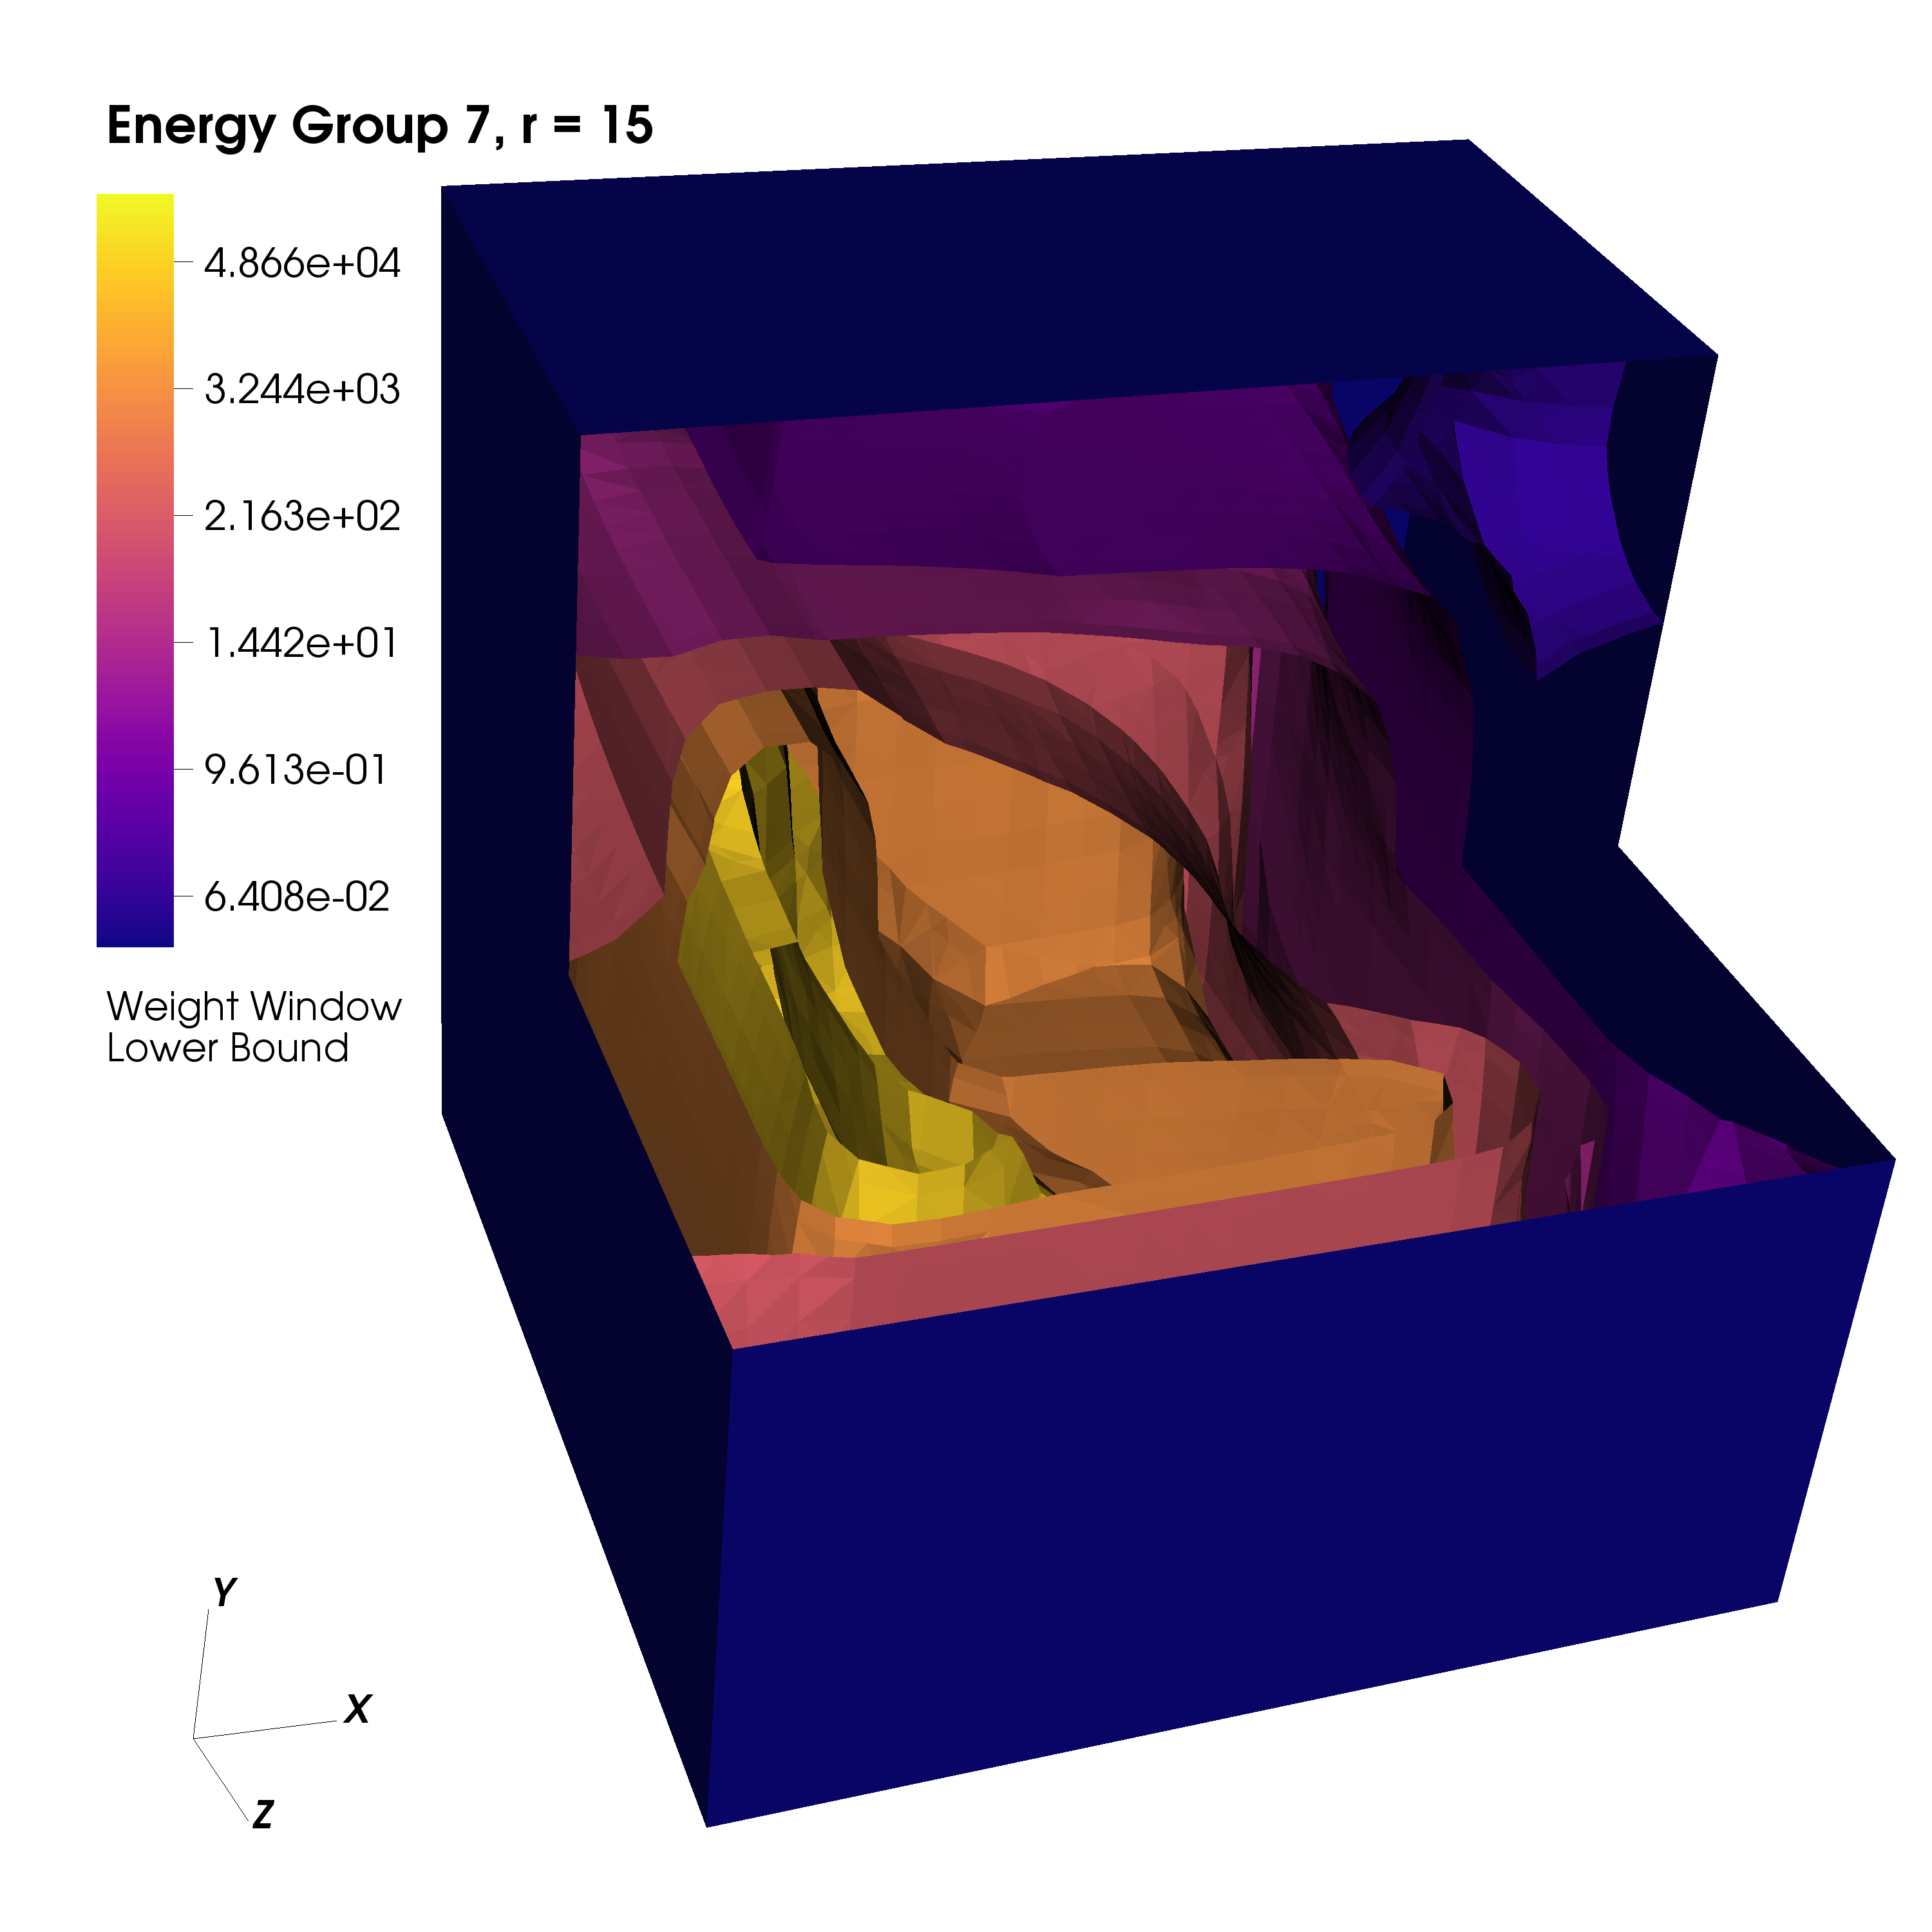 Energy Group 7, r = 15
4.866e+04
3.244e+03
2.163e+02
1.442e+01
9.613e-01
6.408e-02
Weight Window
Lower Bound
Y
X
Z